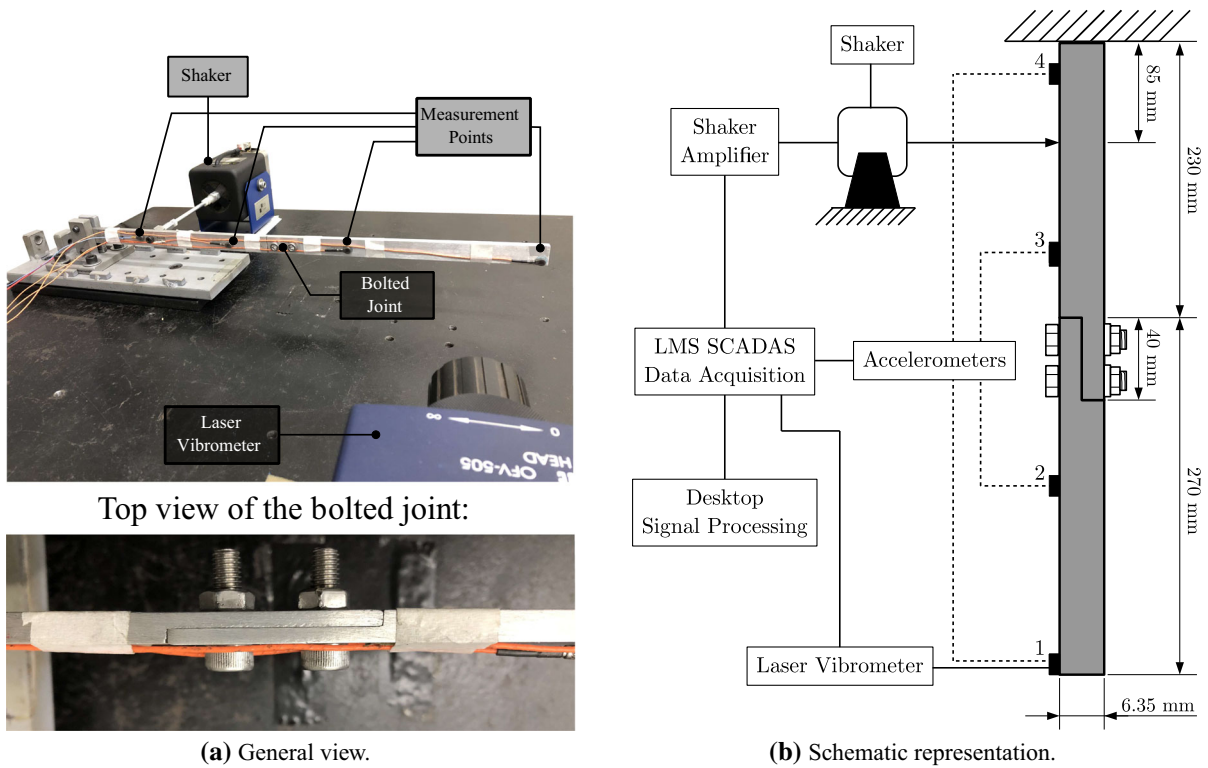 Shaker
Measurement
Points
Bolted
Joint
Laser
Vibrometer
∞
0
HEAD
OFV-505
Top view of the bolted joint:
(a) General view.
Shaker
Shaker
Amplifier
LMS SCADAS
Data Acquisition
Accelerometers
Desktop
Signal Processing
Laser Vibrometer
4
3
2
1
85 mm
230 mm
40 mm
270 mm
6.35 mm
(b) Schematic representation.